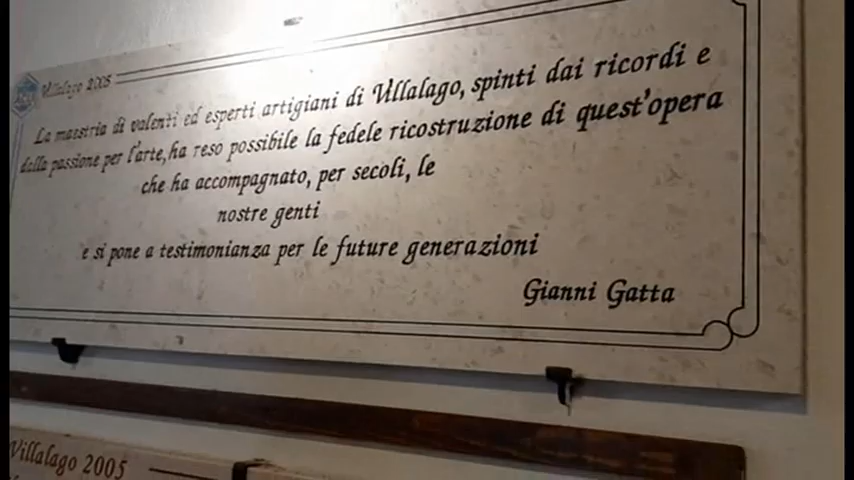 Villalago 2005
La maestria di valenti ed esperti artigiani di Villalago, spinti dai ricordi e
dalla passione per l'arte, ha reso possibile la fedele ricostruzione di quest'opera
che ha accompagnato, per secoli, le
nostre genti
e si pone a testimonianza per le future generazioni
Gianni Gatta
Villalago 2005